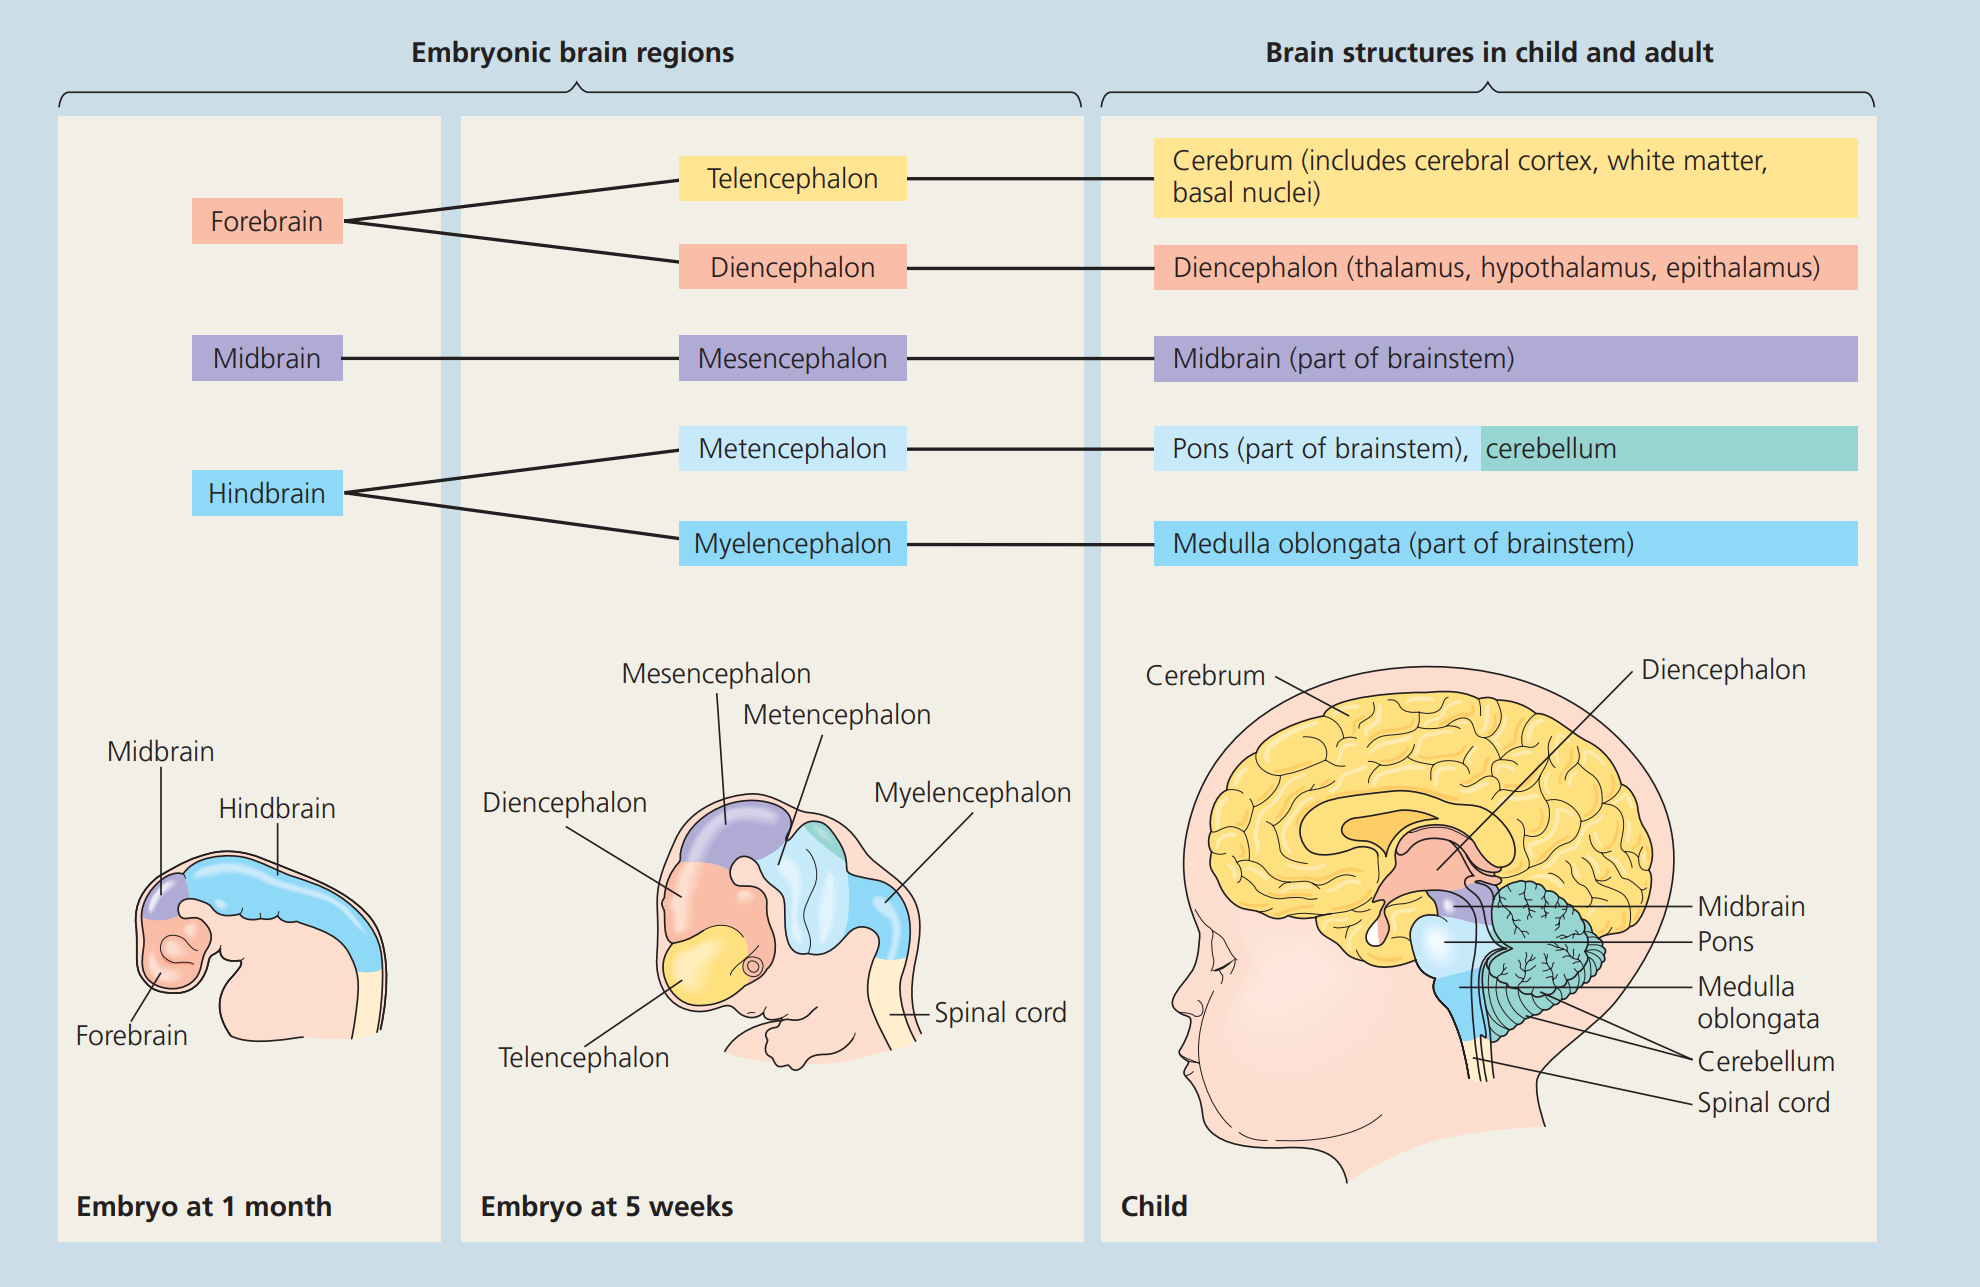 Embryonic brain regions
Brain structures in child and adult
Forebrain
Telencephalon
Cerebrum (includes cerebral cortex, white matter,
basal nuclei)
Diencephalon
Diencephalon (thalamus, hypothalamus, epithalamus)
Midbrain
Mesencephalon
Midbrain (part of brainstem)
Hindbrain
Metencephalon
Pons (part of brainstem), cerebellum
Myelencephalon
Medulla oblongata (part of brainstem)
Midbrain
Hindbrain
Forebrain
Embryo at 1 month
Mesencephalon
Metencephalon
Diencephalon
Myelencephalon
Spinal cord
Telencephalon
Embryo at 5 weeks
Cerebrum
Diencephalon
Midbrain
Pons
Medulla
oblongata
Cerebellum
Spinal cord
Child